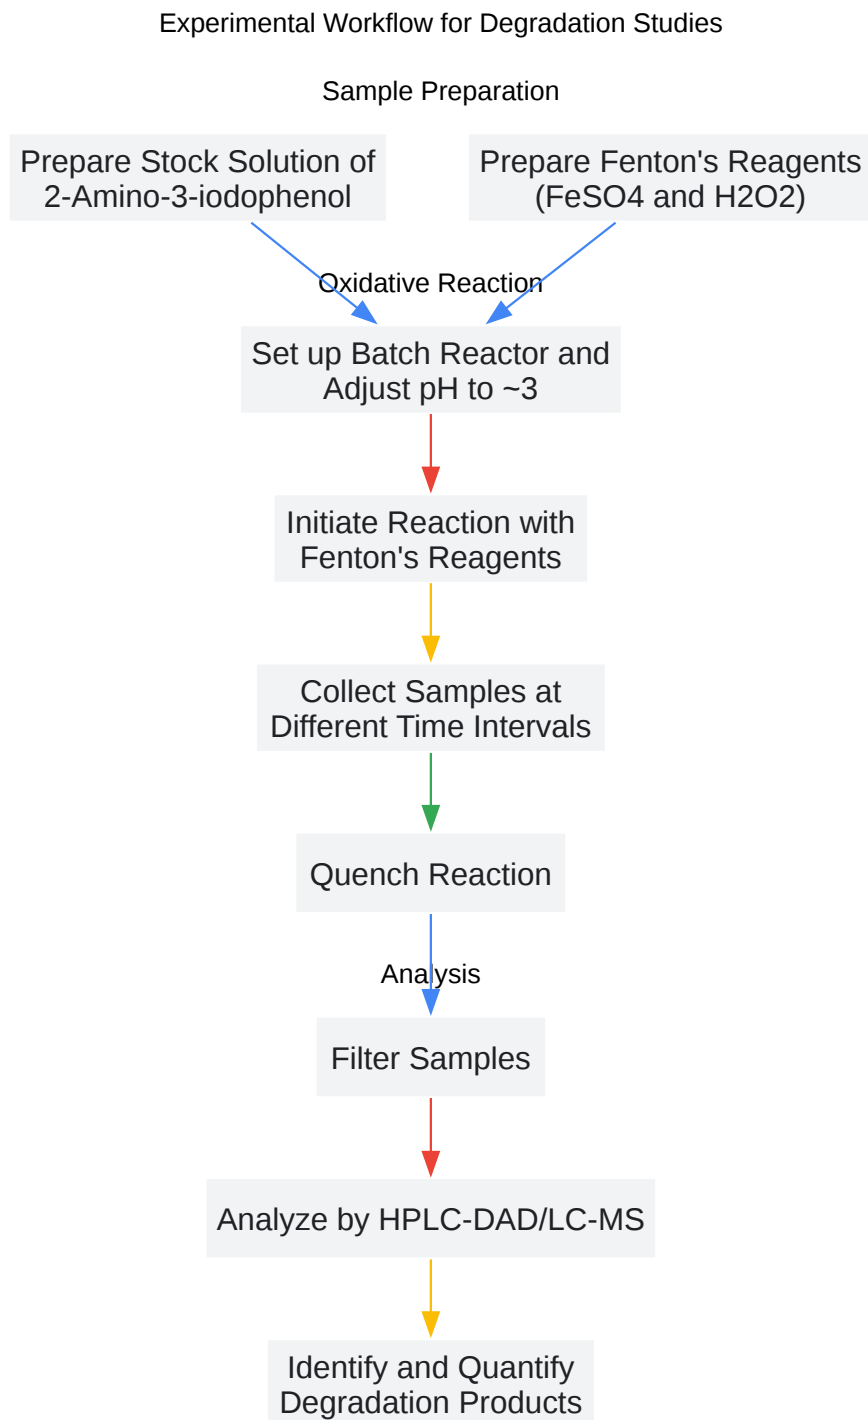 Experimental Workflow for Degradation Studies
Sample Preparation
Prepare Stock Solution of
2-Amino-3-iodophenol
Prepare Fenton's Reagents
(FeSO4 and H2O2)
Oxidative Reaction
Set up Batch Reactor and
Adjust pH to ~3
Initiate Reaction with
Fenton's Reagents
Collect Samples at
Different Time Intervals
Quench Reaction
Analysis
Filter Samples
Analyze by HPLC-DAD/LC-MS
Identify and Quantify
Degradation Products